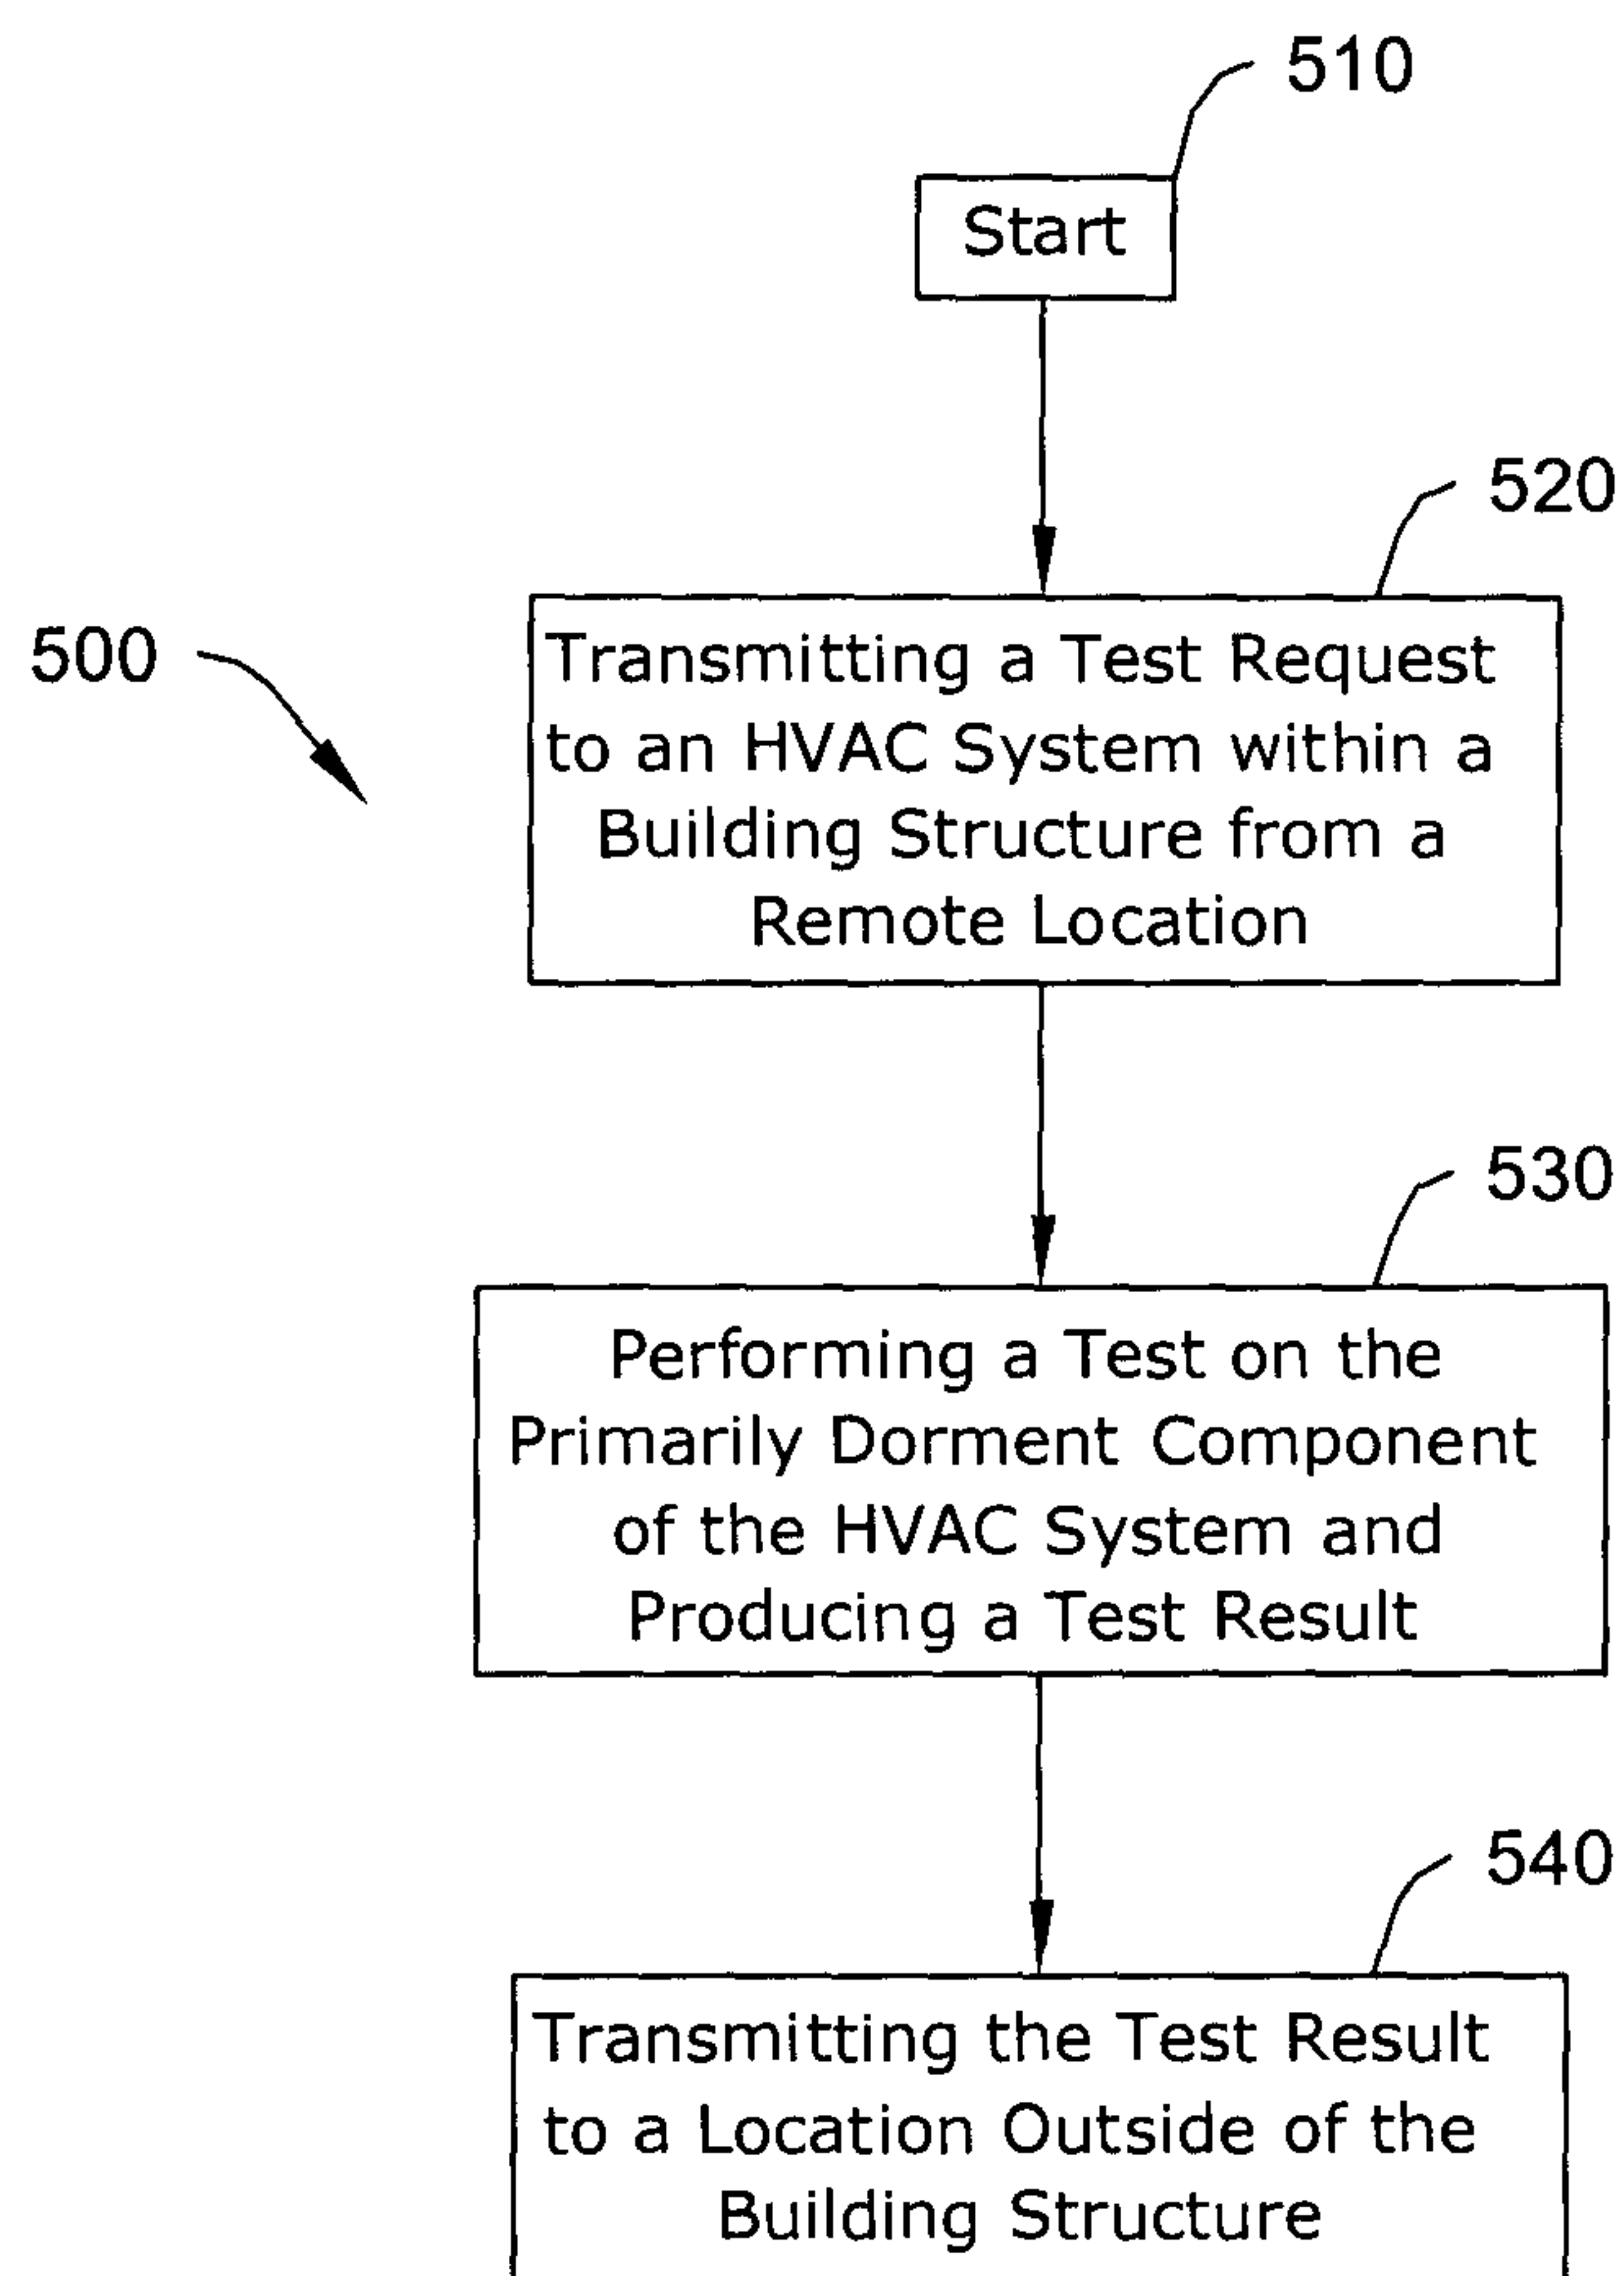 510
Start
520
500
Transmitting a Test Request
to an HVAC System within a
Building Structure from a
Remote Location
530
Performing a Test on the
Primarily Dorment Component
of the HVAC System and
Producing a Test Result
540
Transmitting the Test Result
to a Location Outside of the
Building Structure